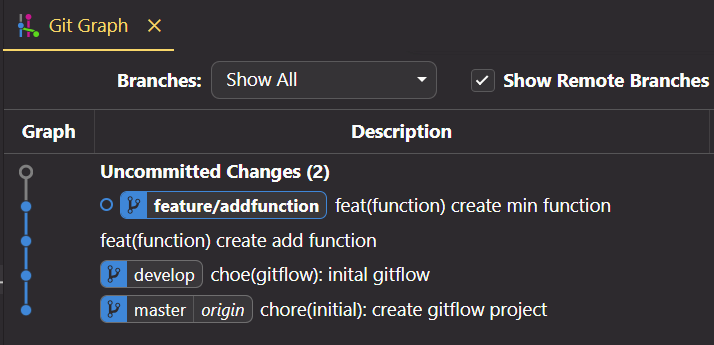 Git Graph
Branches: Show All Show Remote Branches
Graph Description
Uncommitted Changes (2)
feature/addfunction feat(function) create min function
feat(function) create add function
develop choe(gitflow): inital gitflow
master origin chore(initial): create gitflow project